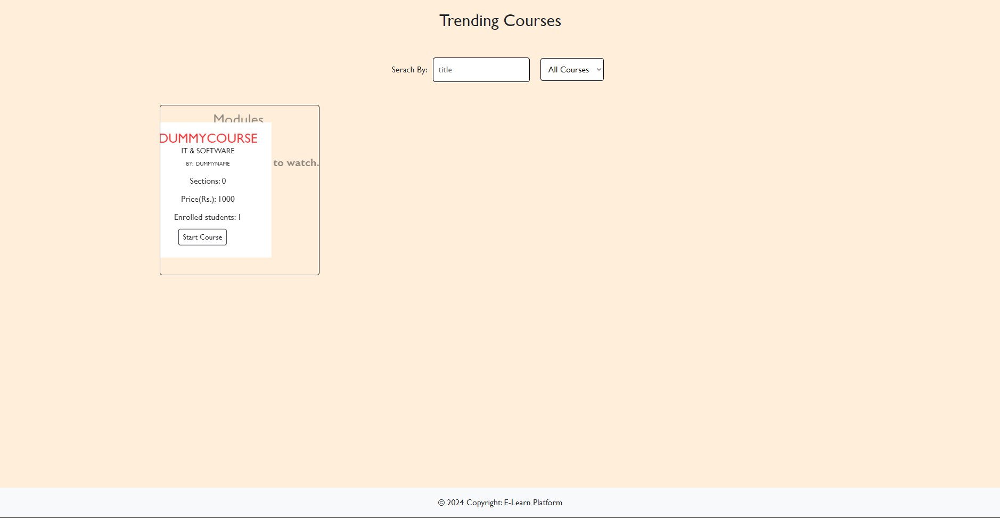 Trending Courses
Serach By: title All Courses
Modules
DUMMYCOURSE
IT & SOFTWARE
to watch.
BY: DUMMYNAME
Sections: 0
Price(Rs.): 1000
Enrolled students: 1
Start Course
© 2024 Copyright: E-Learn Platform